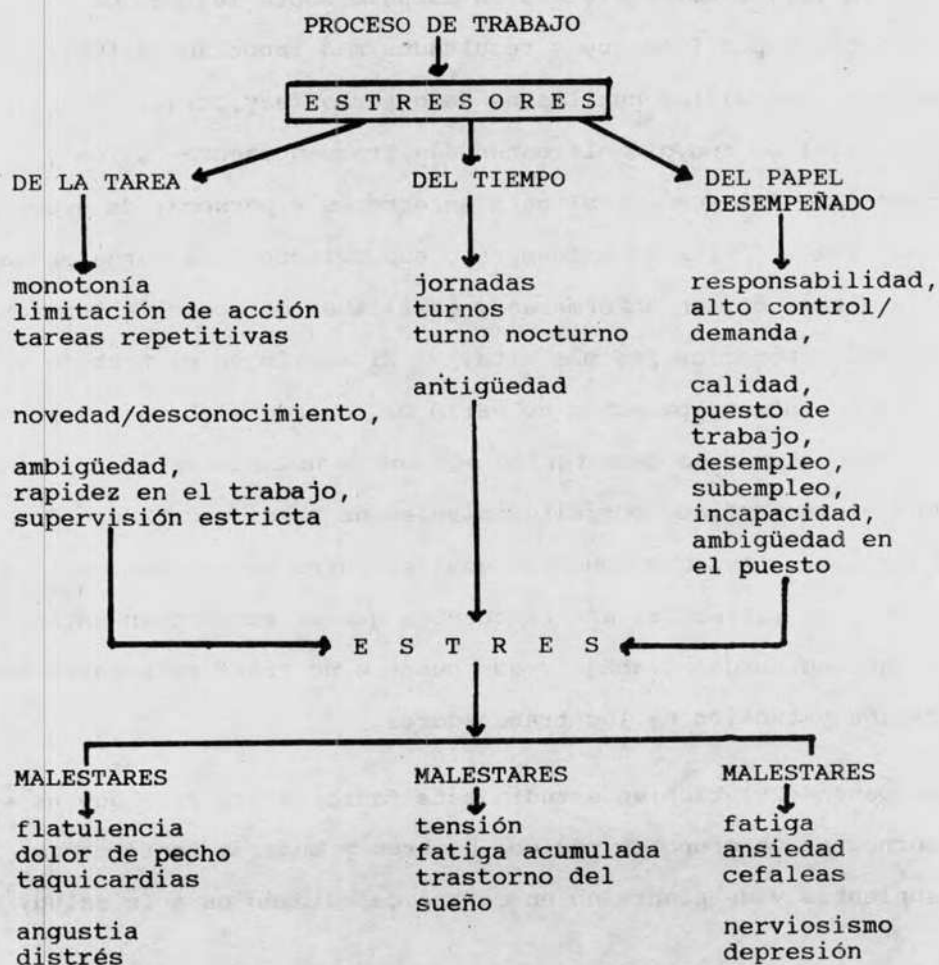 PROCESO DE TRABAJO
E S T R E S O R E S
DE LA TAREA
monotonía
limitación de acción
tareas repetitivas
novedad/desconocimiento,
ambigüedad,
rapidez en el trabajo,
supervisión estricta
DEL TIEMPO
jornadas
turnos
turno nocturno
antigüedad
DEL PAPEL
DESEMPEÑADO
responsabilidad,
alto control/
demanda,
calidad,
puesto de
trabajo,
desempleo,
subempleo,
incapacidad,
ambigüedad en
el puesto
E S T R E S
MALESTARES
flatulencia
dolor de pecho
taquicardias
angustia
distrés
MALESTARES
tensión
fatiga acumulada
trastorno del
sueño
MALESTARES
fatiga
ansiedad
cefaleas
nerviosismo
depresión